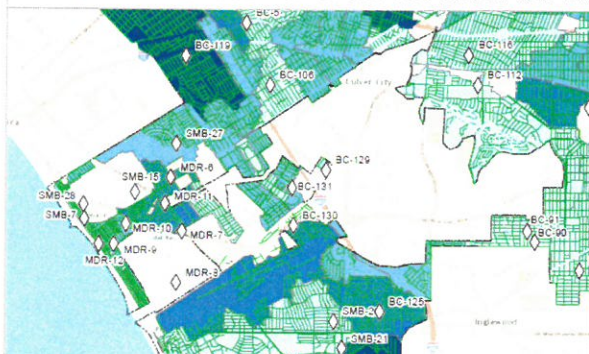 BC-5
BC-119
BC-116
BC-106
Culver City
BC-112
SMB-27
BC-129
MDR-6
SMB-15
BC-131
SMB-28
MDR-11
SMB-7
MDR-10
BC-130
MDR-7
BC-91
BC-90
MDR-9
MDR-12
MDR-8
BC-125
SMB-2
Inglewood
SMB-21